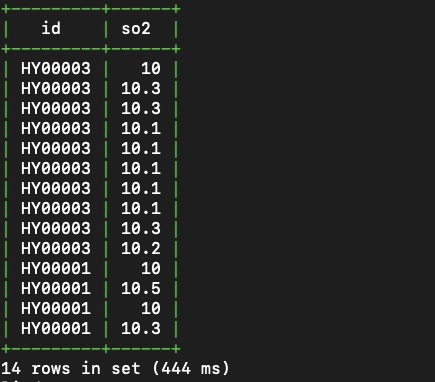 +---------+------+
|   id    | so2  |
+---------+------+
| HY00003 |   10 |
| HY00003 | 10.3 |
| HY00003 | 10.3 |
| HY00003 | 10.1 |
| HY00003 | 10.1 |
| HY00003 | 10.1 |
| HY00003 | 10.1 |
| HY00003 | 10.1 |
| HY00003 | 10.3 |
| HY00003 | 10.2 |
| HY00001 |   10 |
| HY00001 | 10.5 |
| HY00001 |   10 |
| HY00001 | 10.3 |
+---------+------+
14 rows in set (444 ms)